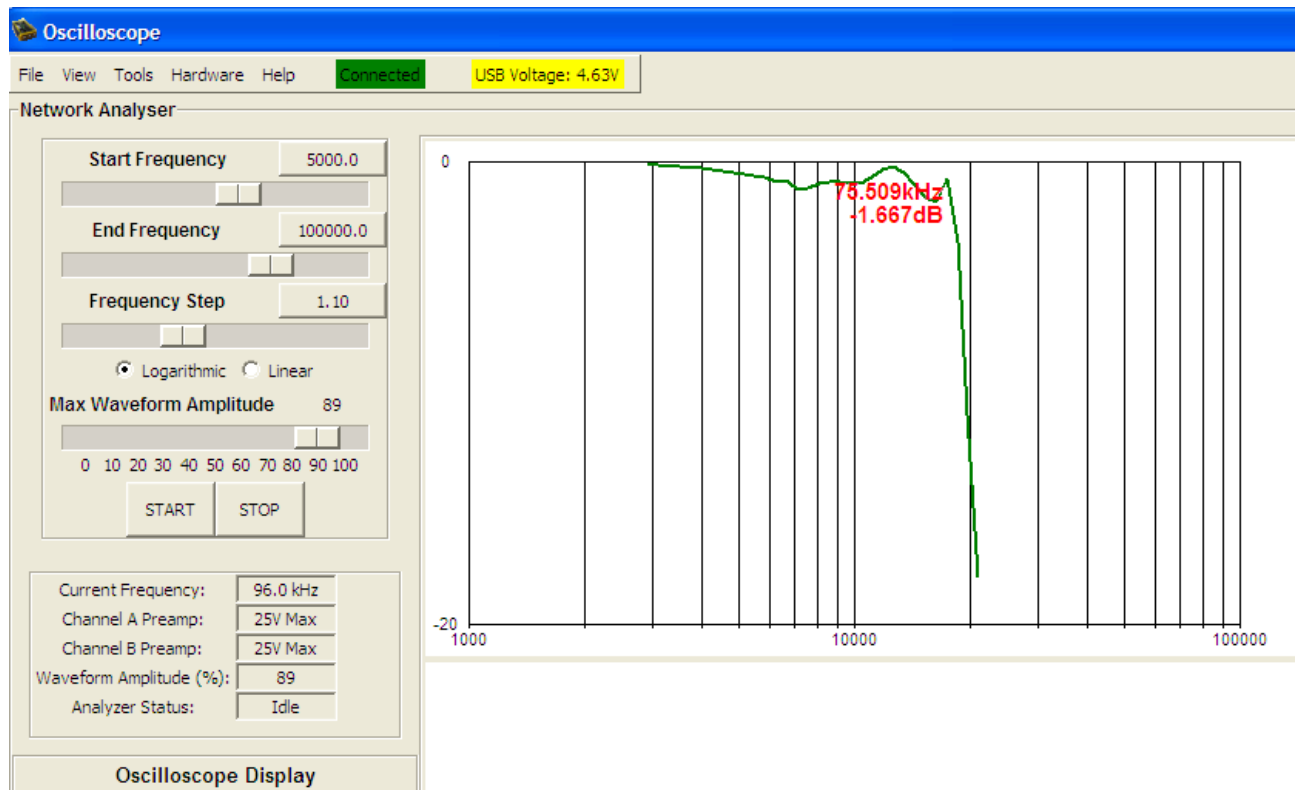 Oscilloscope
File View Tools Hardware Help Connected USB Voltage: 4.63V
Network Analyser
Start Frequency 5000.0
End Frequency 100000.0
Frequency Step 1.10
Logarithmic Linear
Max Waveform Amplitude 89
0 10 20 30 40 50 60 70 80 90 100
START STOP
Current Frequency: 96.0 kHz
Channel A Preamp: 25V Max
Channel B Preamp: 25V Max
Waveform Amplitude (%): 89
Analyzer Status: Idle
Oscilloscope Display
0
75.509kHz
-1.667dB
-20
1000 10000 100000